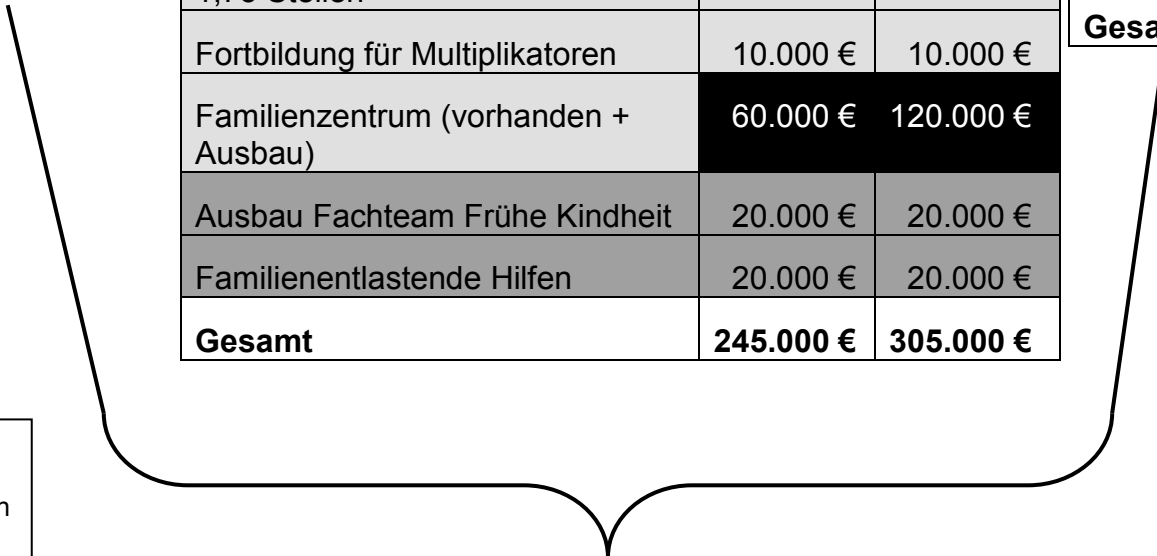 Fortbildung für Multiplikatoren 10.000 € 10.000 €
Familienzentrum (vorhanden + 60.000 € 120.000 €
Ausbau)
Ausbau Fachteam Frühe Kindheit 20.000 € 20.000 €
Familienentlastende Hilfen 20.000 € 20.000 €
Gesamt 245.000 € 305.000 €